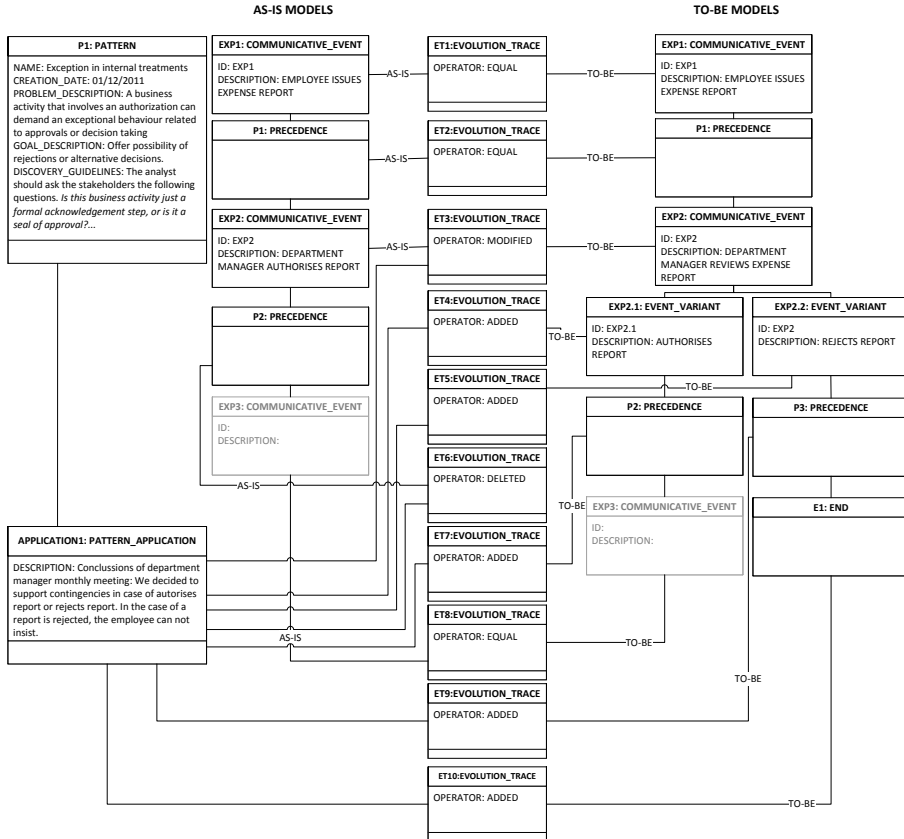 AS-IS MODELS
TO-BE MODELS
P1: PATTERN
NAME: Exception in internal treatments
CREATION_DATE: 01/12/2011
PROBLEM_DESCRIPTION: A business
activity that involves an authorization can
demand an exceptional behaviour related
to approvals or decision taking
GOAL_DESCRIPTION: Offer possibility of
rejections or alternative decisions.
DISCOVERY_GUIDELINES: The analyst
should ask the stakeholders the following
questions. Is this business activity just a
formal acknowledgement step, or is it a
seal of approval?...
APPLICATION1: PATTERN_APPLICATION
DESCRIPTION: Conclussions of department
manager monthly meeting: We decided to
support contingencies in case of autorises
report or rejects report. In the case of a
report is rejected, the employee can not
insist.
EXP1: COMMUNICATIVE_EVENT
ID: EXP1
DESCRIPTION: EMPLOYEE ISSUES
EXPENSE REPORT
P1: PRECEDENCE
EXP2: COMMUNICATIVE_EVENT
ID: EXP2
DESCRIPTION: DEPARTMENT
MANAGER AUTHORISES REPORT
P2: PRECEDENCE
EXP3: COMMUNICATIVE_EVENT
ID:
DESCRIPTION:
AS-IS
AS-IS
AS-IS
AS-IS
AS-IS
ET1:EVOLUTION_TRACE
OPERATOR: EQUAL
ET2:EVOLUTION_TRACE
OPERATOR: EQUAL
ET3:EVOLUTION_TRACE
OPERATOR: MODIFIED
ET4:EVOLUTION_TRACE
OPERATOR: ADDED
ET5:EVOLUTION_TRACE
OPERATOR: ADDED
ET6:EVOLUTION_TRACE
OPERATOR: DELETED
ET7:EVOLUTION_TRACE
OPERATOR: ADDED
ET8:EVOLUTION_TRACE
OPERATOR: EQUAL
ET9:EVOLUTION_TRACE
OPERATOR: ADDED
ET10:EVOLUTION_TRACE
OPERATOR: ADDED
TO-BE
TO-BE
TO-BE
TO-BE
TO-BE
TO-BE
TO-BE
TO-BE
TO-BE
EXP1: COMMUNICATIVE_EVENT
ID: EXP1
DESCRIPTION: EMPLOYEE ISSUES
EXPENSE REPORT
P1: PRECEDENCE
EXP2: COMMUNICATIVE_EVENT
ID: EXP2
DESCRIPTION: DEPARTMENT
MANAGER REVIEWS EXPENSE
REPORT
EXP2.1: EVENT_VARIANT
ID: EXP2.1
DESCRIPTION: AUTHORISES
REPORT
EXP2.2: EVENT_VARIANT
ID: EXP2
DESCRIPTION: REJECTS REPORT
P2: PRECEDENCE
P3: PRECEDENCE
EXP3: COMMUNICATIVE_EVENT
ID:
DESCRIPTION:
E1: END